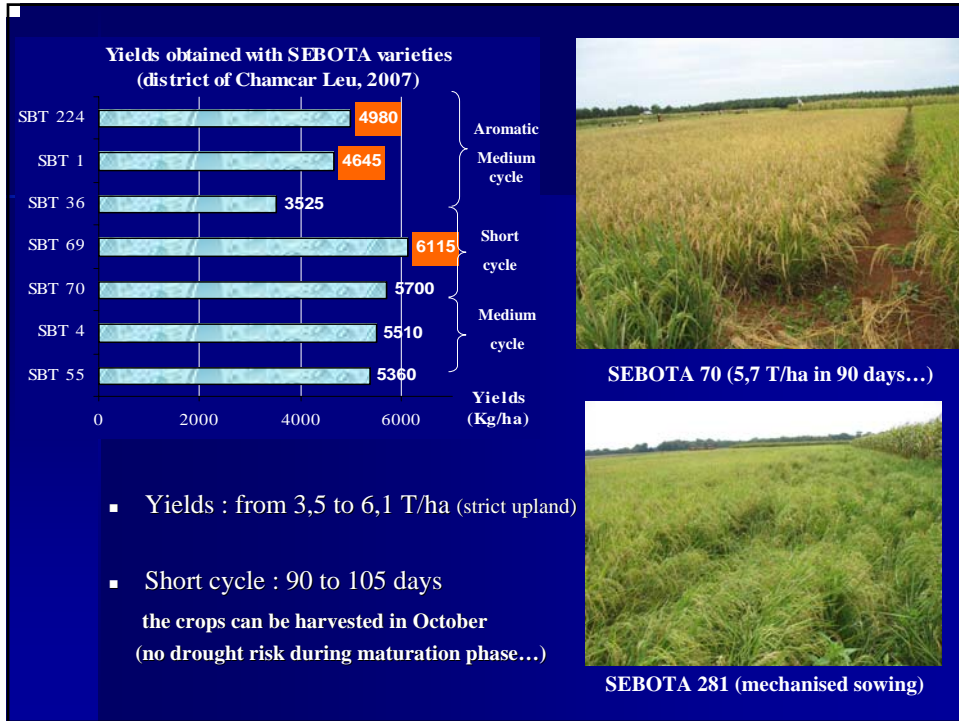 Yields obtained with SEBOTA varieties
(district of Chamcar Leu, 2007)
SBT 224
4980
SBT 1
4645
SBT 36
3525
SBT 69
6115
SBT 70
5700
SBT 4
5510
SBT 55
5360
Aromatic
Medium
cycle
Short
cycle
Medium
cycle
0
2000
4000
6000
Yields
(Kg/ha)
▪ Yields : from 3,5 to 6,1 T/ha (strict upland)
▪ Short cycle : 90 to 105 days
the crops can be harvested in October
(no drought risk during maturation phase…)
SEBOTA 70 (5,7 T/ha in 90 days…)
SEBOTA 281 (mechanised sowing)